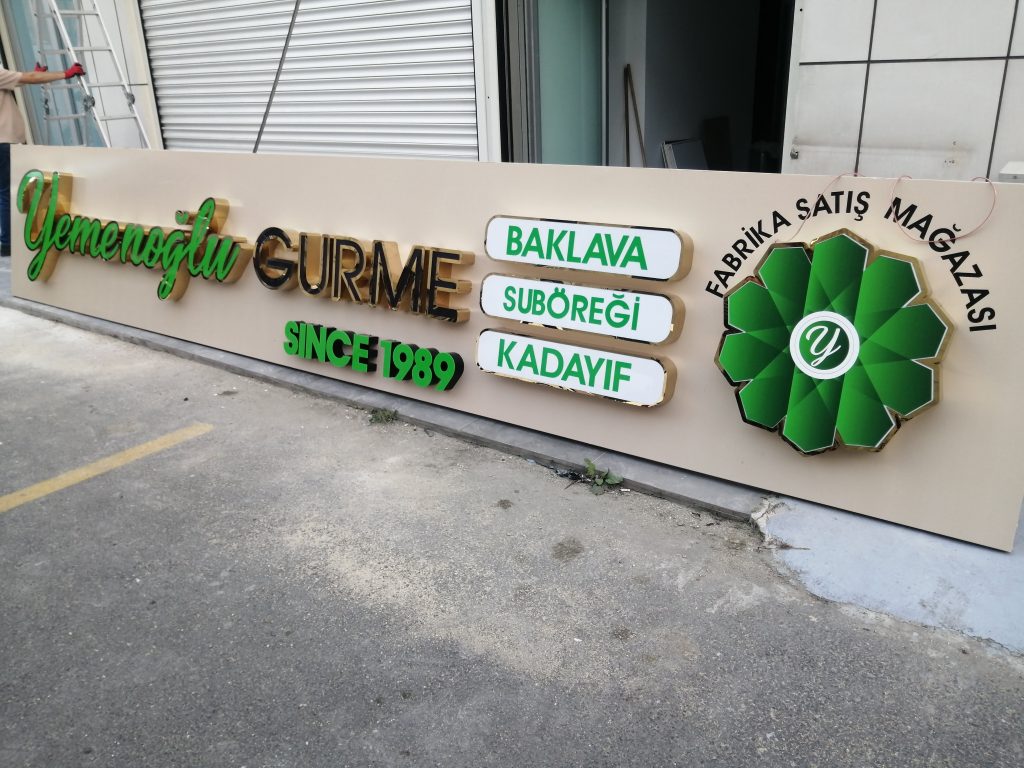 Yemenoğlu GURME
SINCE 1989
BAKLAVA
SUBÖREĞİ
KADAYIF
FABRİKA SATIŞ MAĞAZASI
Y